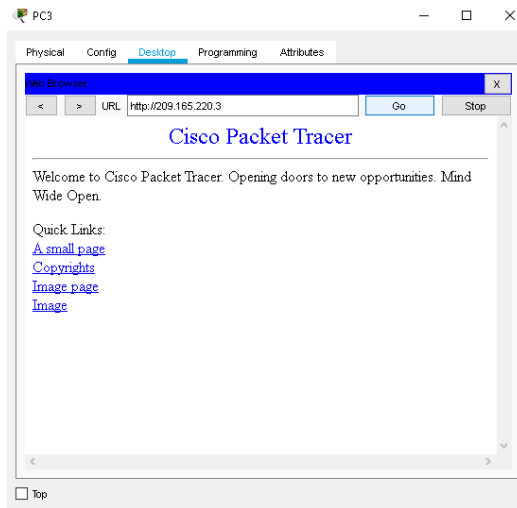 PC3
Physical Config Desktop Programming Attributes
Web Browser X
< > URL http://209.165.220.3 Go Stop
Cisco Packet Tracer
Welcome to Cisco Packet Tracer. Opening doors to new opportunities. Mind
Wide Open.
Quick Links:
A small page
Copyrights
Image page
Image
Top